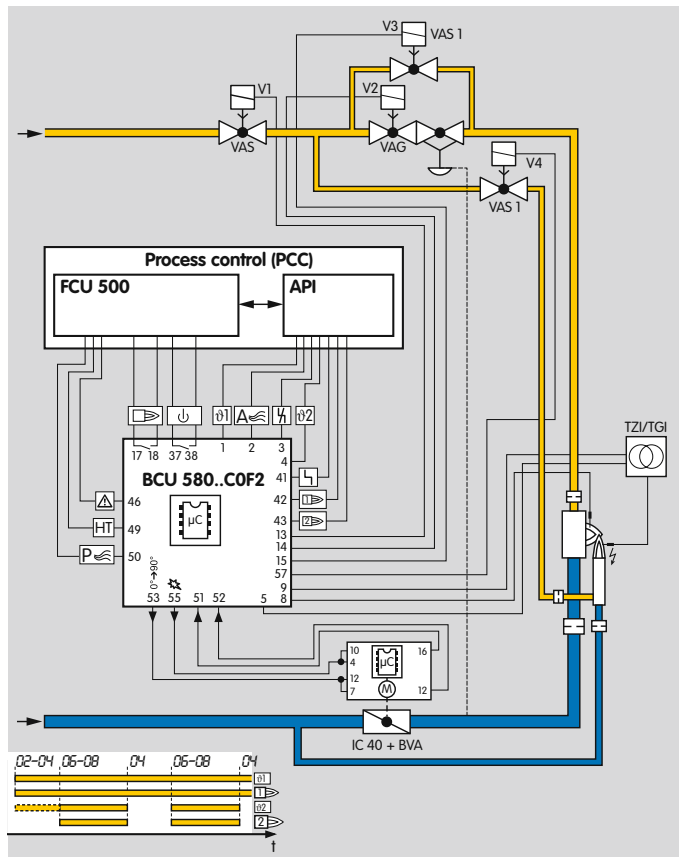 V3
VAS 1
V1
V2
VAS
VAG
V4
VAS 1
Process control (PCC)
FCU 500
API
ϑ1
A
ϑ2
TZI/TGI
17 18 37 38 1 2 3
4
BCU 580..C0F2
41
46
µC
42
1
HT
49
43
2
13
P
50
14
15
57
0°→90°
9
53 55 51 52 5 8
10
16
4
µC
12
M
7
12
IC 40 + BVA
02-04 06-08 04 06-08 04
ϑ1
1
ϑ2
2
t